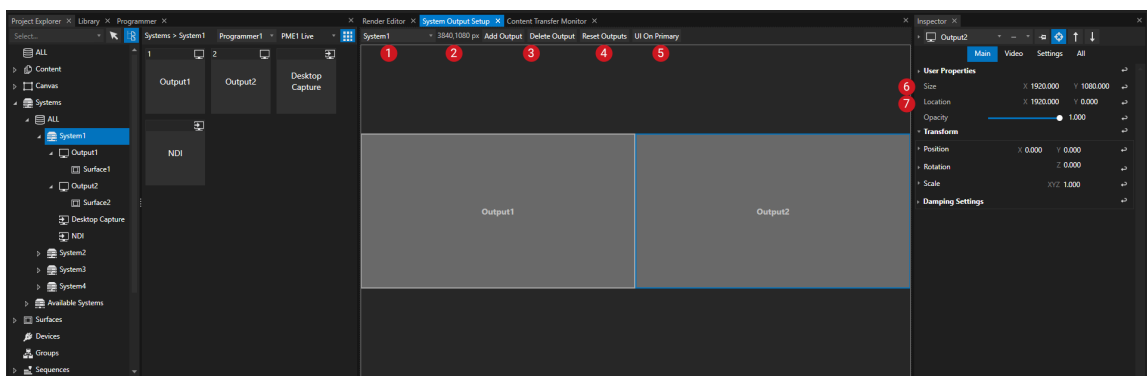 Project Explorer × Library × Programmer ×
Select...
ALL
Content
Canvas
Systems
ALL
System1
Output1
Surface1
Output2
Surface2
Desktop Capture
NDI
System2
System3
System4
Available Systems
Surfaces
Devices
Groups
Sequences
Systems > System1 Programmer1 PME1 Live
1 2
Output1 Output2 Desktop
Capture
NDI
Render Editor × System Output Setup × Content Transfer Monitor × ×
System1 3840,1080 px Add Output Delete Output Reset Outputs UI On Primary
1 2 3 4 5
Output1 Output2
Inspector ×
Output2 –
Main Video Settings All
User Properties
6 Size X 1920.000 Y 1080.000
7 Location X 1920.000 Y 0.000
Opacity 1.000
Transform
Position X 0.000 Y 0.000
Rotation Z 0.000
Scale XYZ 1.000
Damping Settings